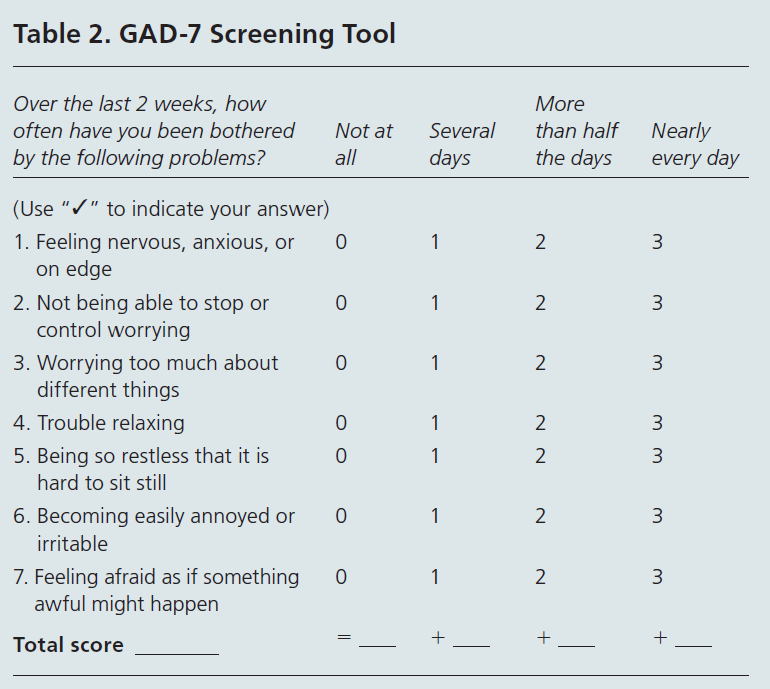 Table 2. GAD-7 Screening Tool
Over the last 2 weeks, how often have you been bothered by the following problems? Not at all Several days More than half the days Nearly every day
(Use “✓” to indicate your answer)
1. Feeling nervous, anxious, or 0 1 2 3
on edge
2. Not being able to stop or 0 1 2 3
control worrying
3. Worrying too much about 0 1 2 3
different things
4. Trouble relaxing 0 1 2 3
5. Being so restless that it is 0 1 2 3
hard to sit still
6. Becoming easily annoyed or 0 1 2 3
irritable
7. Feeling afraid as if something 0 1 2 3
awful might happen
Total score ________ = ___ + ___ + ___ + ___